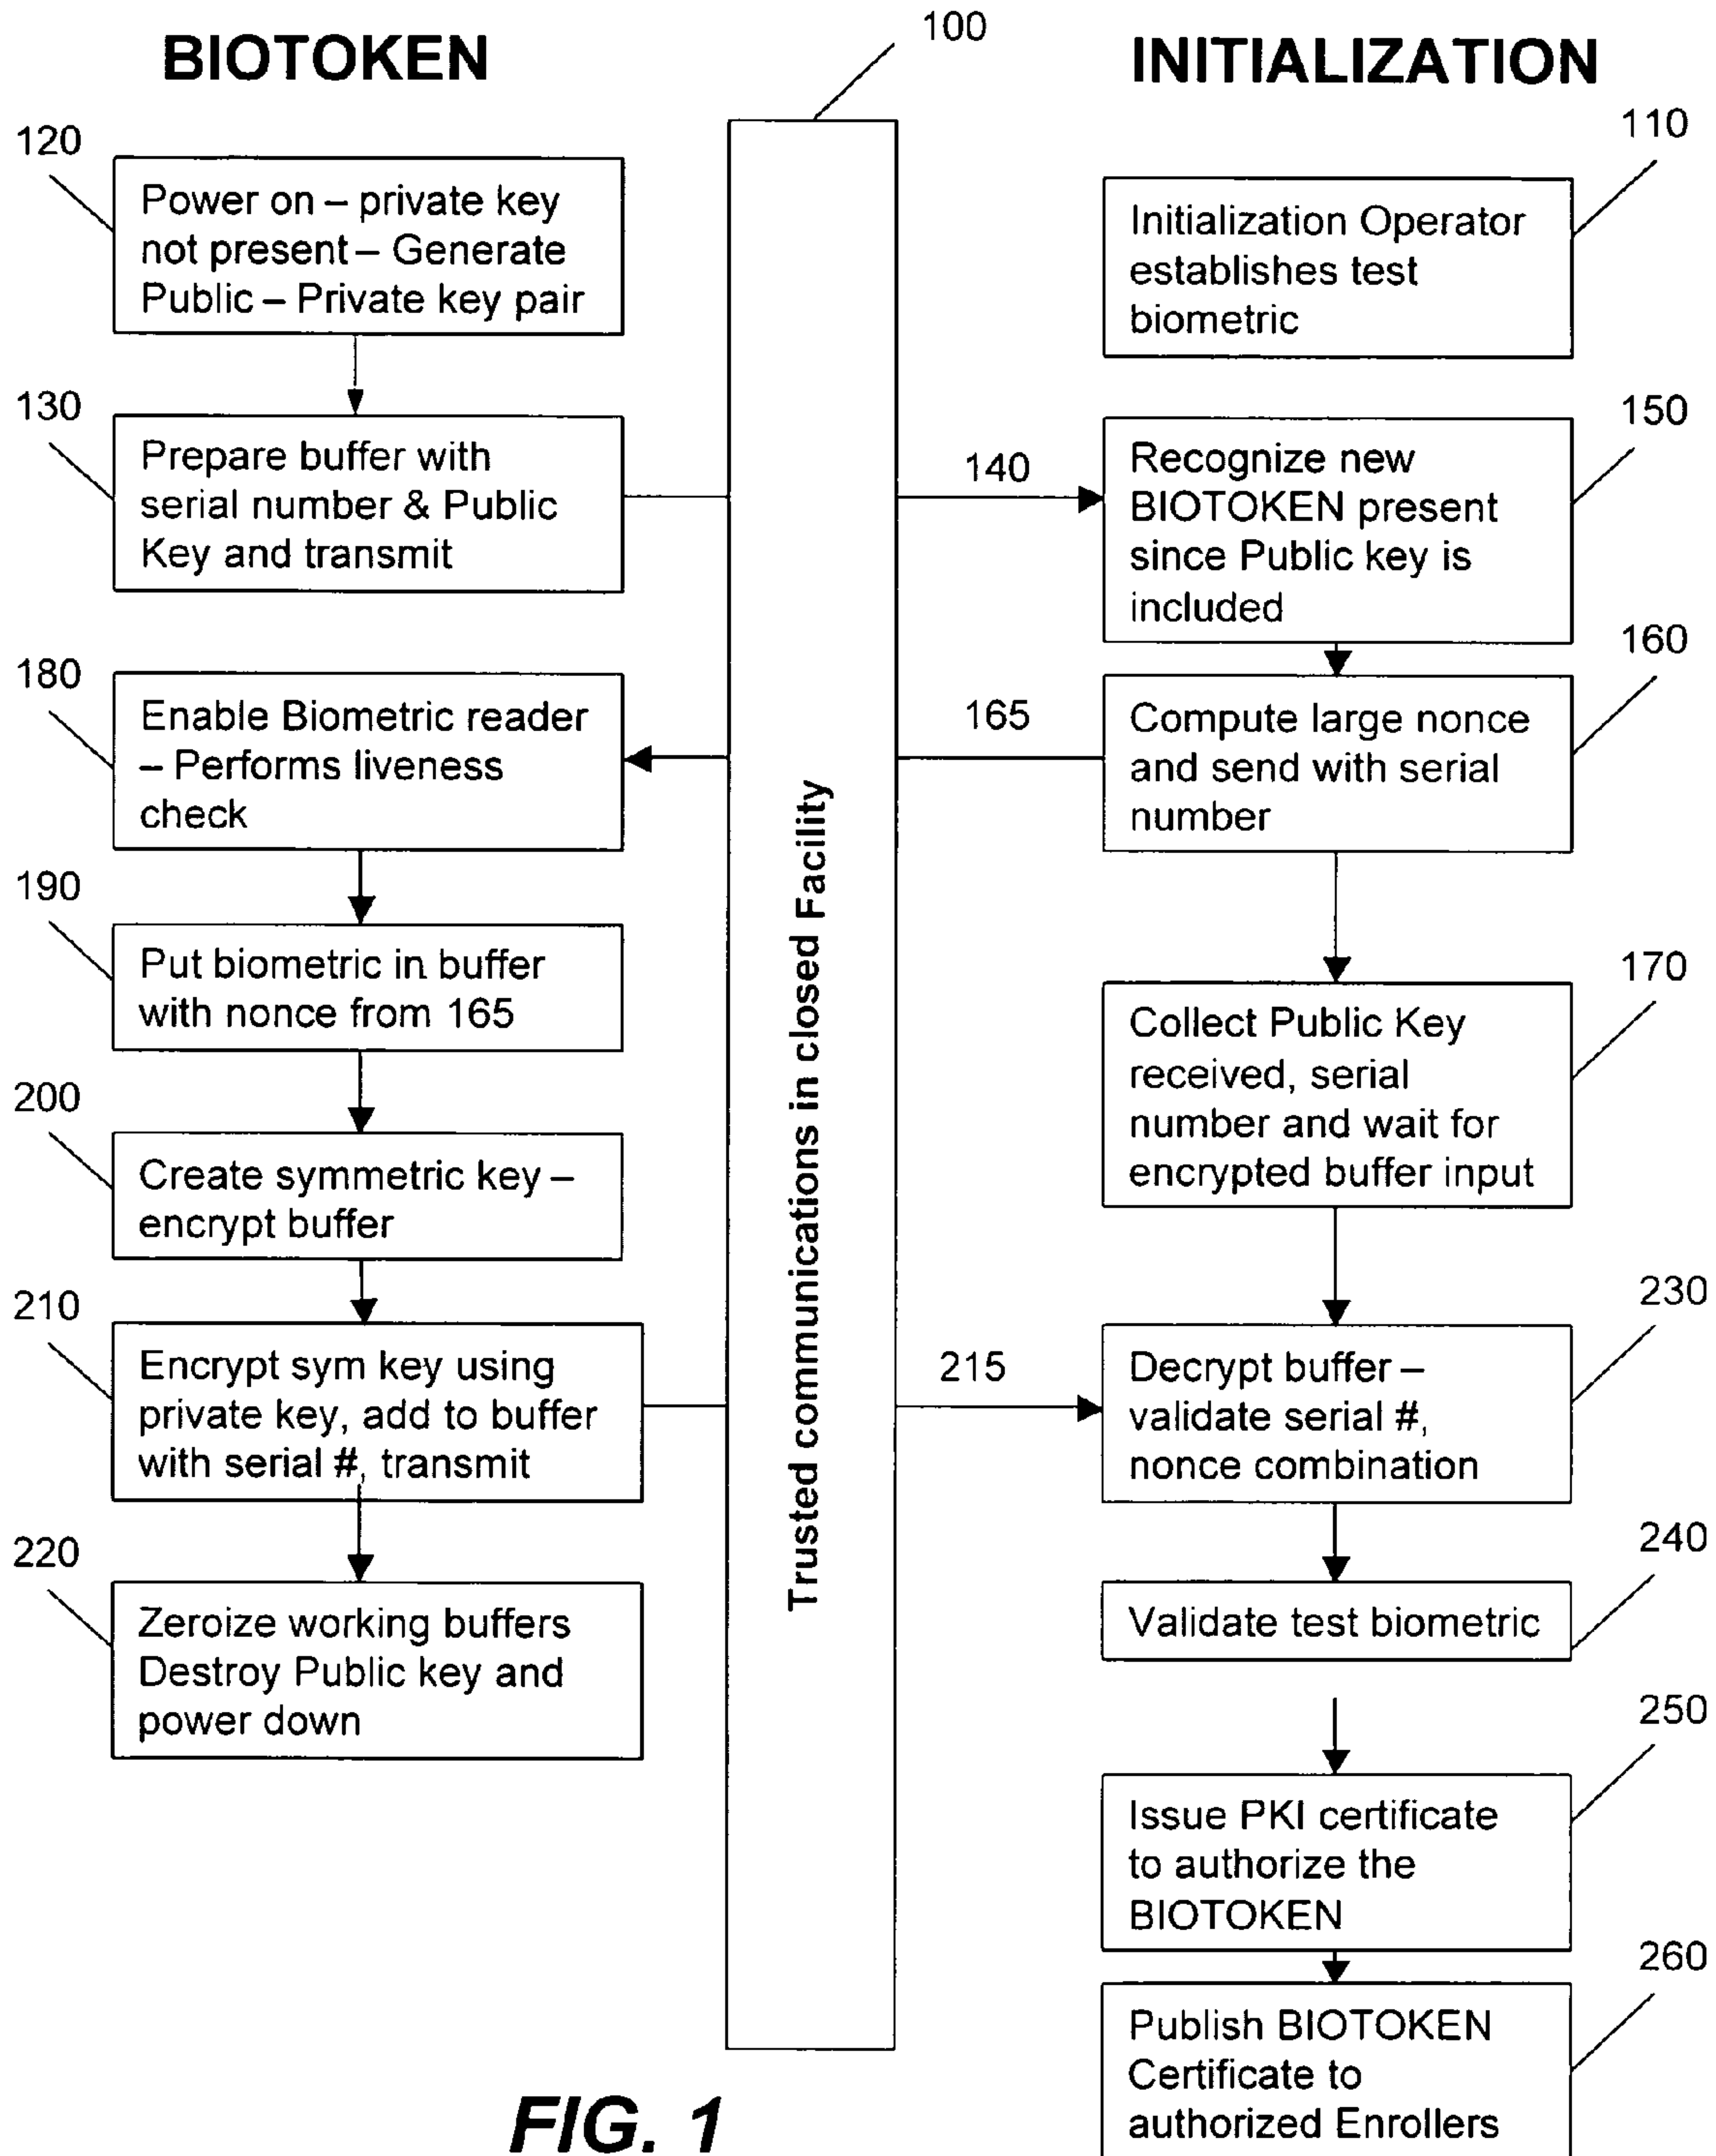 100
BIOTOKEN
INITIALIZATION
120
Power on – private key
not present – Generate
Public – Private key pair
110
Initialization Operator
establishes test
biometric
130
Prepare buffer with
serial number & Public
Key and transmit
140
150
Recognize new
BIOTOKEN present
since Public key is
included
180
Enable Biometric reader
– Performs liveness
check
165
160
Compute large nonce
and send with serial
number
190
Put biometric in buffer
with nonce from 165
170
Collect Public Key
received, serial
number and wait for
encrypted buffer input
200
Create symmetric key –
encrypt buffer
210
Encrypt sym key using
private key, add to buffer
with serial #, transmit
215
230
Decrypt buffer –
validate serial #,
nonce combination
220
Zeroize working buffers
Destroy Public key and
power down
240
Validate test biometric
250
Issue PKI certificate
to authorize the
BIOTOKEN
260
Publish BIOTOKEN
Certificate to
authorized Enrollers
Trusted communications in closed Facility
FIG. 1